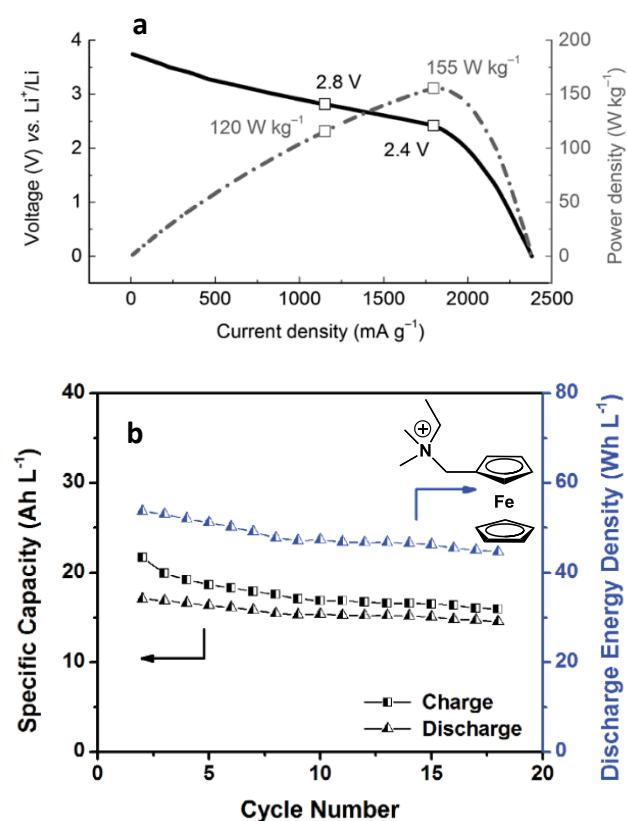 a
4
3
2
1
0
Voltage (V) vs. Li⁺/Li
2.8 V
155 W kg⁻¹
120 W kg⁻¹
2.4 V
200
150
100
50
0
Power density (W kg⁻¹)
0 500 1000 1500 2000 2500
Current density (mA g⁻¹)
b
40
30
20
10
0
Specific Capacity (Ah L⁻¹)
N
+
Fe
Charge
Discharge
80
60
40
20
0
Discharge Energy Density (Wh L⁻¹)
0 5 10 15 20
Cycle Number